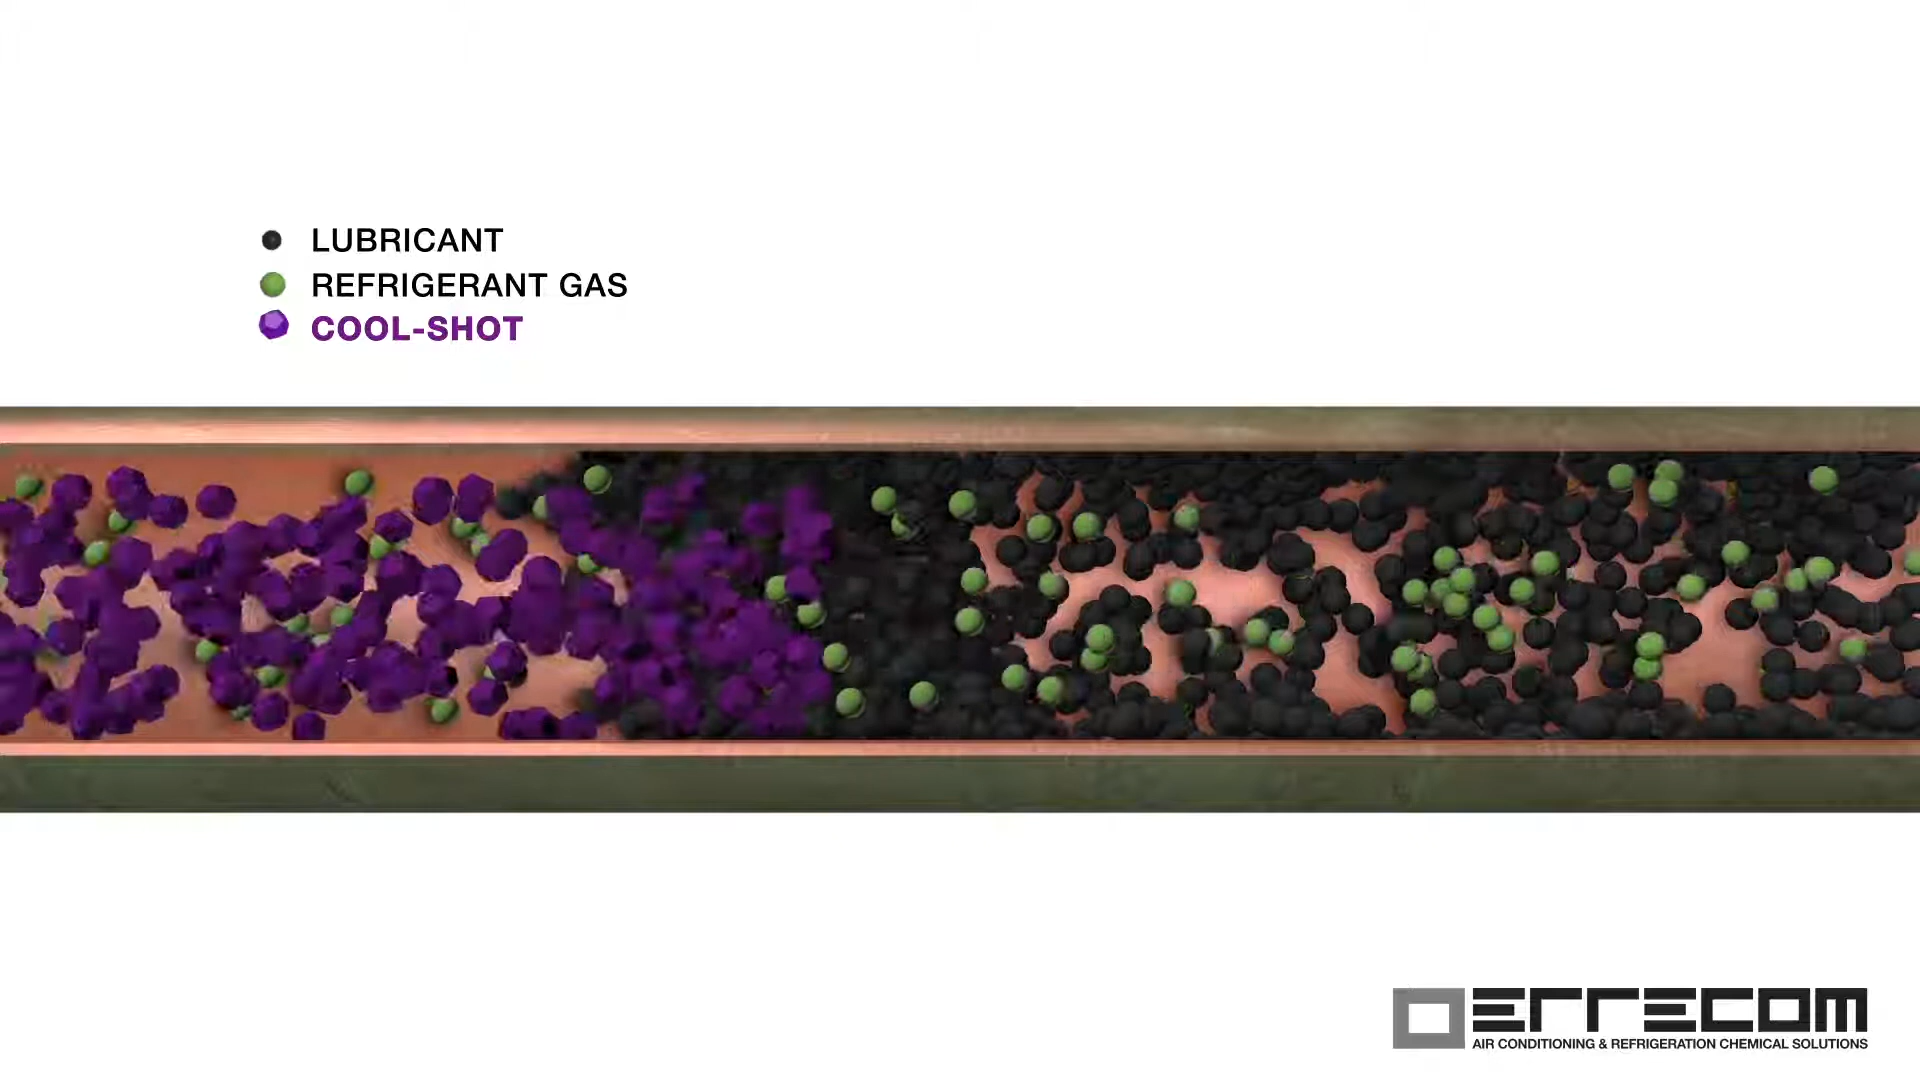 LUBRICANT
REFRIGERANT GAS
COOL-SHOT
errecom
AIR CONDITIONING & REFRIGERATION CHEMICAL SOLUTIONS